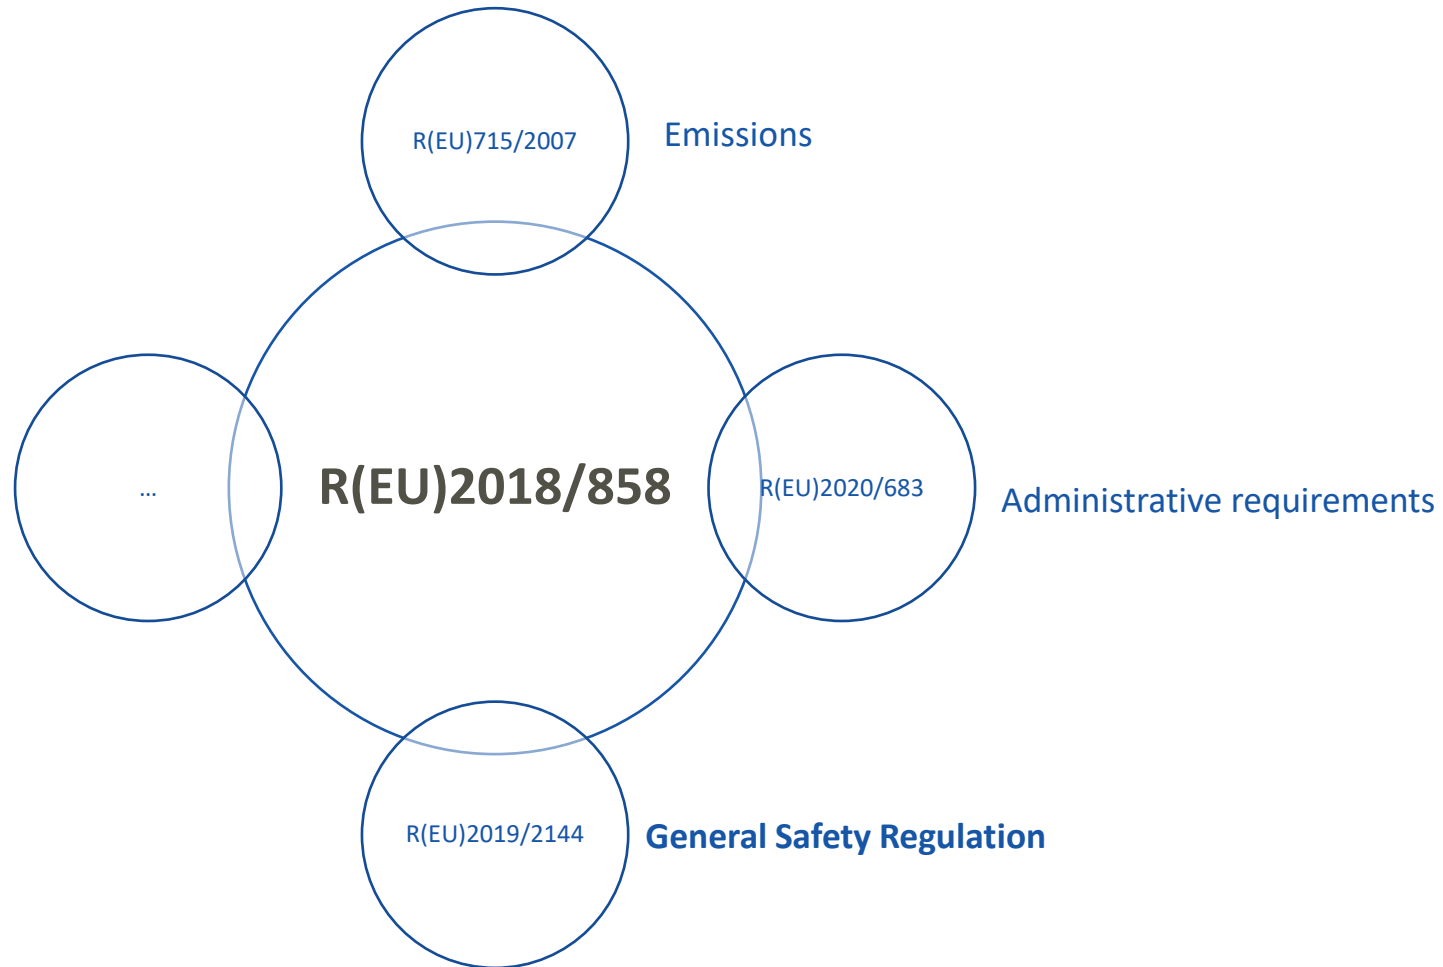 R(EU)715/2007
Emissions
...
R(EU)2018/858
R(EU)2020/683
Administrative requirements
R(EU)2019/2144
General Safety Regulation